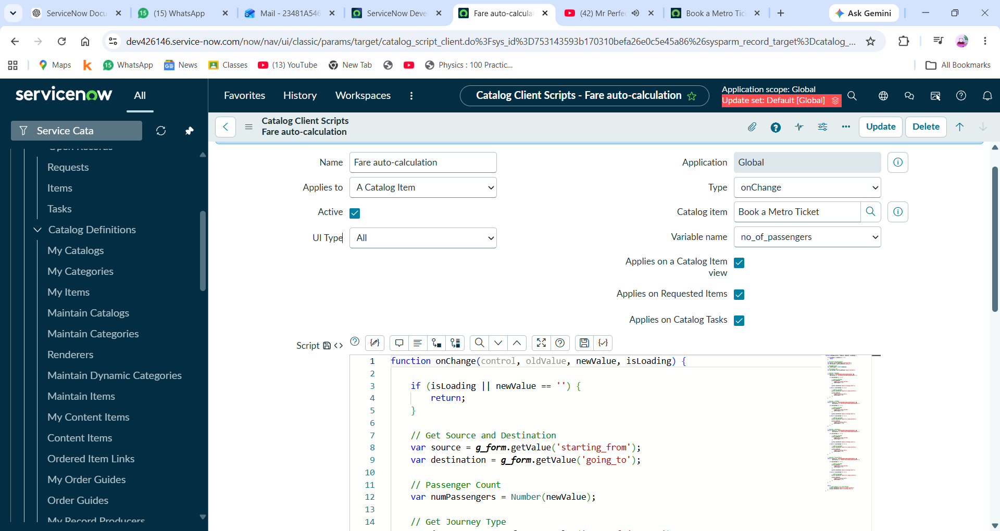 ServiceNow Docu
(15) WhatsApp
Mail - 23481A546
ServiceNow Deve
Fare auto-calcula
(42) Mr Perfec
Book a Metro Tic
Ask Gemini
dev426146.service-now.com/now/nav/ui/classic/params/target/catalog_script_client.do%3Fsys_id%3D753143593b170310befa26e0c5e45a86%26sysparm_record_target%3Dcatalog_...
Maps
15 WhatsApp
News
Classes
(13) YouTube
New Tab
Physics : 100 Practic...
All Bookmarks
servicenow
All
Favorites
History
Workspaces
Catalog Client Scripts - Fare auto-calculation
Application scope: Global
Update set: Default [Global]
Service Cata
Catalog Client Scripts
Fare auto-calculation
Update
Delete
Open Records
Requests
Items
Tasks
Catalog Definitions
My Catalogs
My Categories
My Items
Maintain Catalogs
Maintain Categories
Renderers
Maintain Dynamic Categories
Maintain Items
My Content Items
Content Items
Ordered Item Links
My Order Guides
Order Guides
My Record Producers
Name Fare auto-calculation
Applies to A Catalog Item
Active
UI Type All
Application Global
Type onChange
Catalog item Book a Metro Ticket
Variable name no_of_passengers
Applies on a Catalog Item
view
Applies on Requested Items
Applies on Catalog Tasks
Script
1 function onChange(control, oldValue, newValue, isLoading) {
2
3 if (isLoading || newValue == '') {
4 return;
5 }
6
7 // Get Source and Destination
8 var source = g_form.getValue('starting_from');
9 var destination = g_form.getValue('going_to');
10
11 // Passenger Count
12 var numPassengers = Number(newValue);
13
14 // Get Journey Type